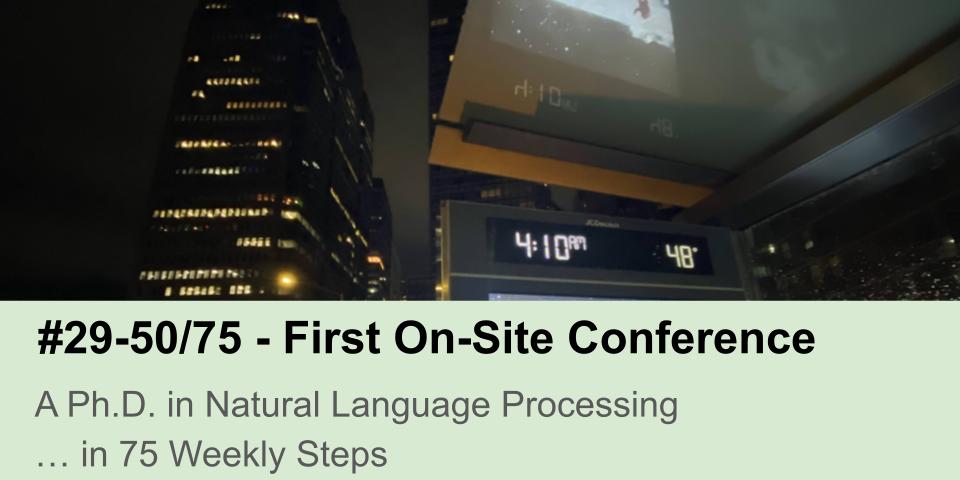 4:10AM
48°
JCDecaux
4:10AM 48°
#29-50/75 - First On-Site Conference
A Ph.D. in Natural Language Processing
… in 75 Weekly Steps